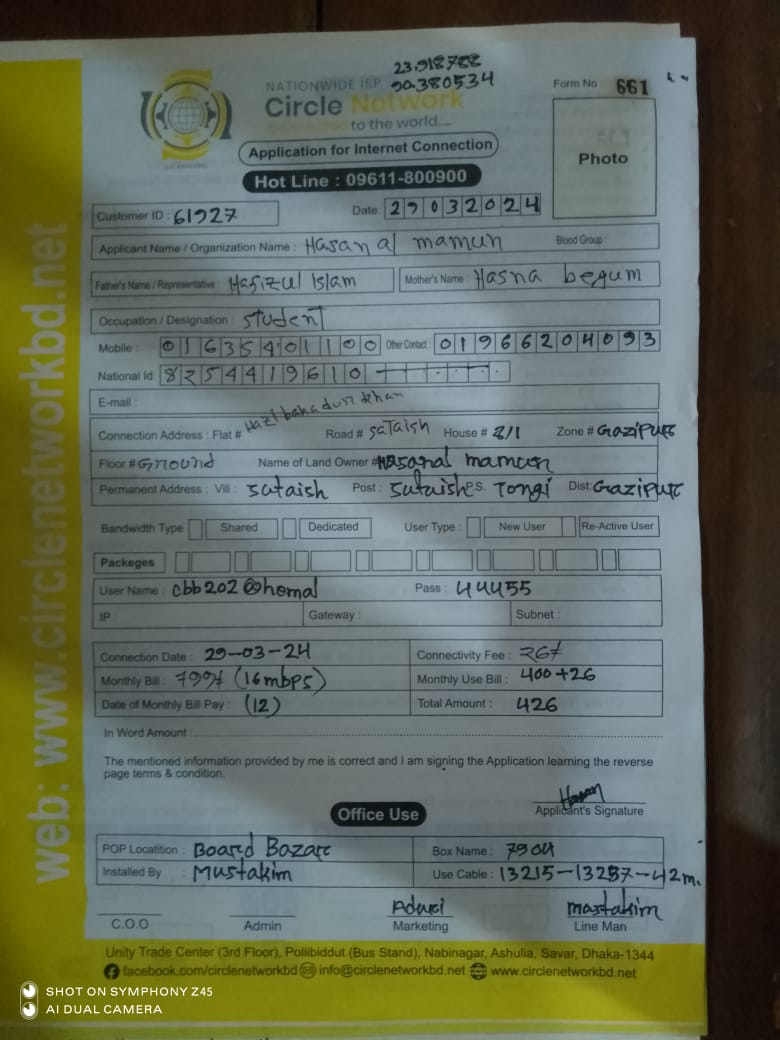 23.918788
90.380534
NATIONWIDE ISP
Circle Network
Connected to the world....
Form No 661
Application for Internet Connection
Photo
Hot Line : 09611-800900
Customer ID : 61927
Date: 29032024
Applicant Name / Organization Name : Hasan al mamun Blood Group :
Father's Name / Representative : Hafizul Islam Mother's Name : Hasna begum
Occupation / Designation : student
Mobile : 01635401100 Other Contact : 01966204093
National Id: 8254419610
E-mail :
Connection Address : Flat # Hazi bahadur khan Road # sataish House # 2/1 Zone # Gazipur
Floor # Ground Name of Land Owner # Hasanal mamun
Permanent Address : Vill : sataish Post : sataish P.S. Tongi Dist: Gazipur
Bandwidth Type Shared Dedicated User Type : New User Re-Active User
Packeges
User Name : cbb202@hemal Pass : 44455
IP : Gateway : Subnet :
Connection Date : 29-03-24 Connectivity Fee : 26/
Monthly Bill : 799/ (16mbps) Monthly Use Bill : 400+26
Date of Monthly Bill Pay : (12) Total Amount : 426
In Word Amount :
The mentioned information provided by me is correct and I am signing the Application learning the reverse
page terms & condition.
Hasan
Applicant's Signature
Office Use
POP Locatition : Board Bazar Box Name : 7904
Installed By : Mustakim Use Cable : 13215-13257-42m.
Mastakim
C.O.O Admin Marketing Line Man
Unity Trade Center (3rd Floor), Pollibiddut (Bus Stand), Nabinagar, Ashulia, Savar, Dhaka-1344
facebook.com/circlenetworkbd info@circlenetworkbd.net www.circlenetworkbd.net
web: www.circlenetworkbd.net
SHOT ON SYMPHONY Z45
AI DUAL CAMERA